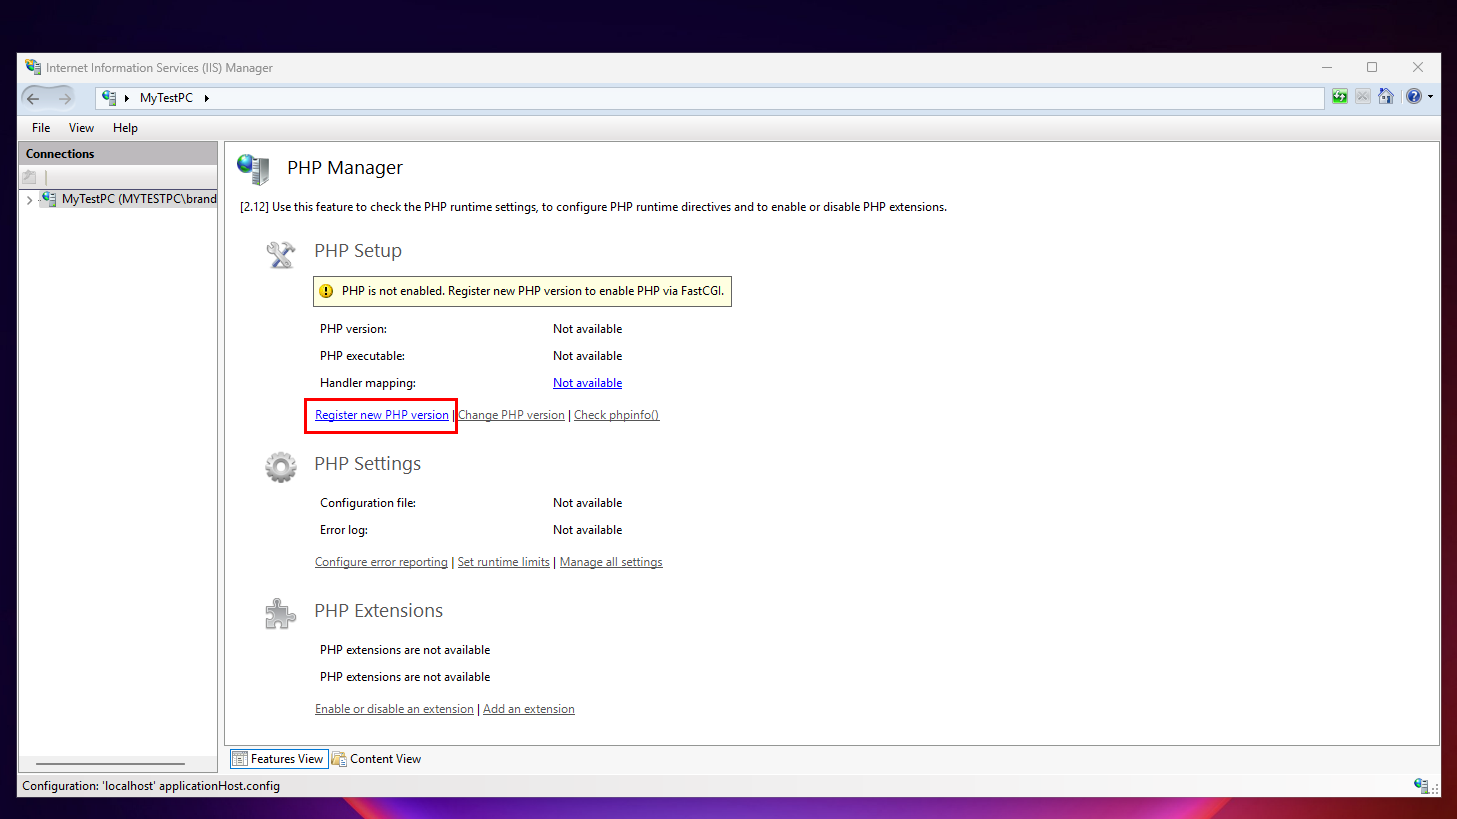 Internet Information Services (IIS) Manager
MyTestPC
File View Help
Connections
MyTestPC (MYTESTPC\brand
PHP Manager
[2.12] Use this feature to check the PHP runtime settings, to configure PHP runtime directives and to enable or disable PHP extensions.
PHP Setup
PHP is not enabled. Register new PHP version to enable PHP via FastCGI.
PHP version: Not available
PHP executable: Not available
Handler mapping: Not available
Register new PHP version | Change PHP version | Check phpinfo()
PHP Settings
Configuration file: Not available
Error log: Not available
Configure error reporting | Set runtime limits | Manage all settings
PHP Extensions
PHP extensions are not available
PHP extensions are not available
Enable or disable an extension | Add an extension
Features View Content View
Configuration: 'localhost' applicationHost.config